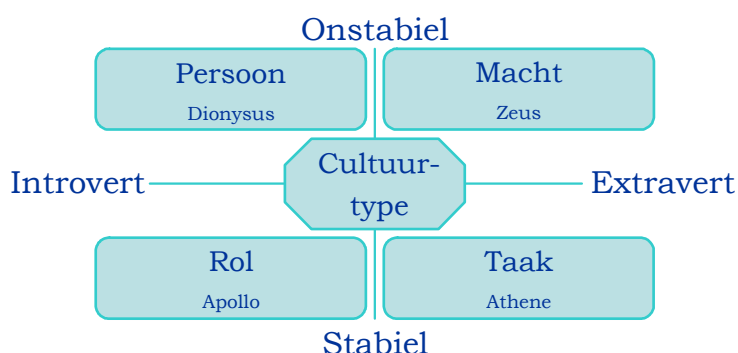 Onstabiel
Persoon
Dionysus
Macht
Zeus
Introvert
Cultuur-
type
Extravert
Rol
Apollo
Taak
Athene
Stabiel